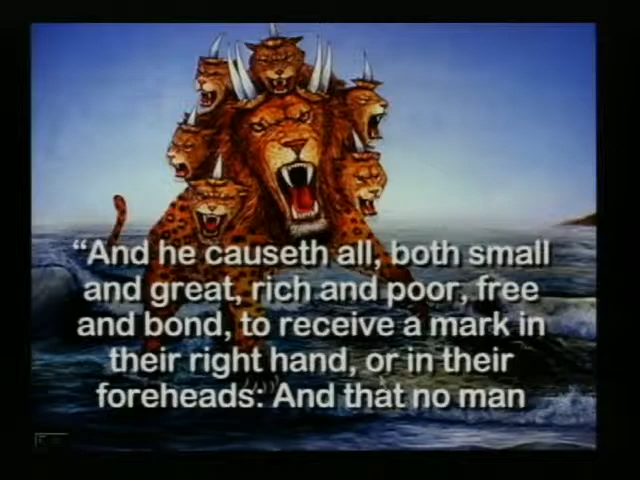 “And he causeth all, both small
and great, rich and poor, free
and bond, to receive a mark in
their right hand, or in their
foreheads: And that no man